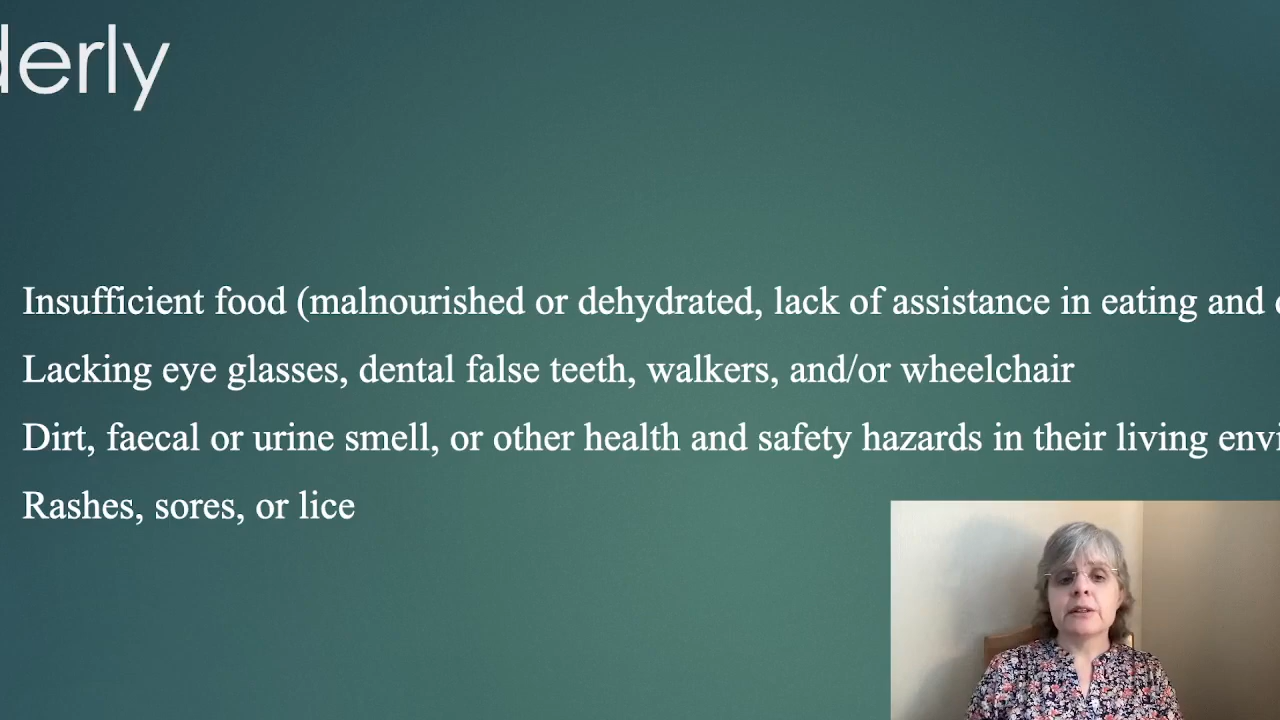 derly
Insufficient food (malnourished or dehydrated, lack of assistance in eating and
Lacking eye glasses, dental false teeth, walkers, and/or wheelchair
Dirt, faecal or urine smell, or other health and safety hazards in their living envi
Rashes, sores, or lice